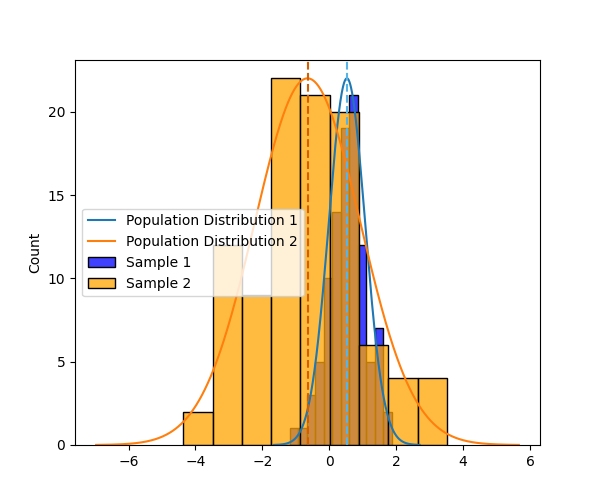 Count
20
15
10
5
0
Population Distribution 1
Population Distribution 2
Sample 1
Sample 2
−6
−4
−2
0
2
4
6